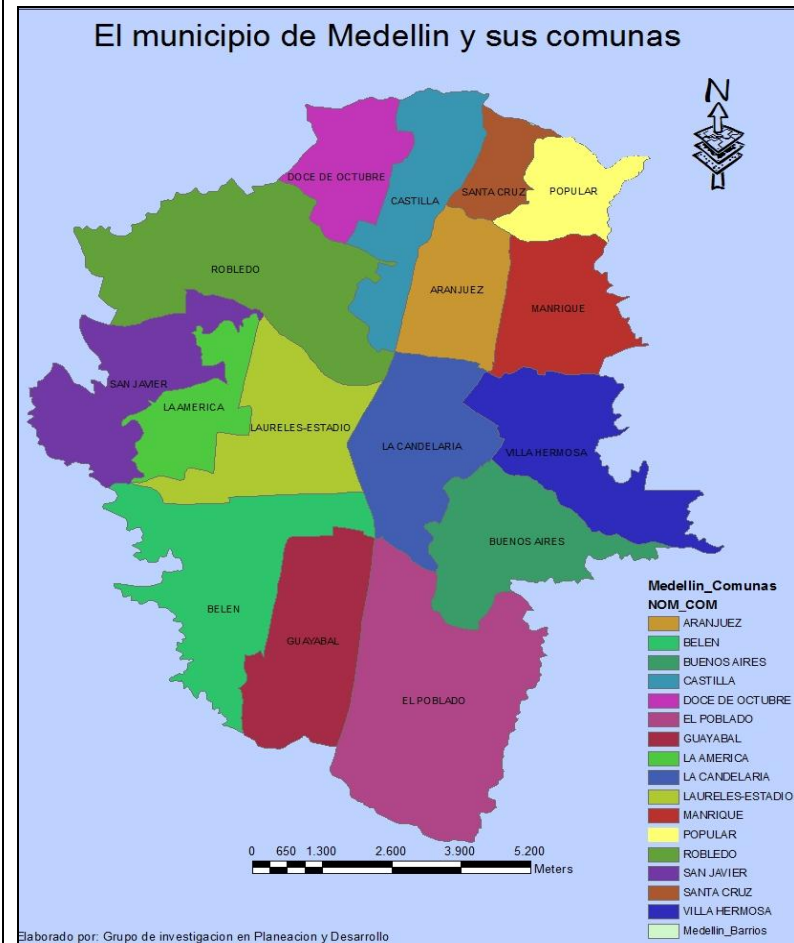 El municipio de Medellin y sus comunas
N
DOCE DE OCTUBRE
CASTILLA
SANTA CRUZ
POPULAR
ROBLEDO
ARANJUEZ
MANRIQUE
SAN JAVIER
LA AMERICA
LAURELES-ESTADIO
LA CANDELARIA
VILLA HERMOSA
BUENOS AIRES
BELEN
GUAYABAL
EL POBLADO
Medellin_Comunas
NOM_COM
ARANJUEZ
BELEN
BUENOS AIRES
CASTILLA
DOCE DE OCTUBRE
EL POBLADO
GUAYABAL
LA AMERICA
LA CANDELARIA
LAURELES-ESTADIO
MANRIQUE
POPULAR
ROBLEDO
SAN JAVIER
SANTA CRUZ
VILLA HERMOSA
Medellin_Barrios
0 650 1.300 2.600 3.900 5.200
Meters
Elaborado por: Grupo de investigacion en Planeacion y Desarrollo